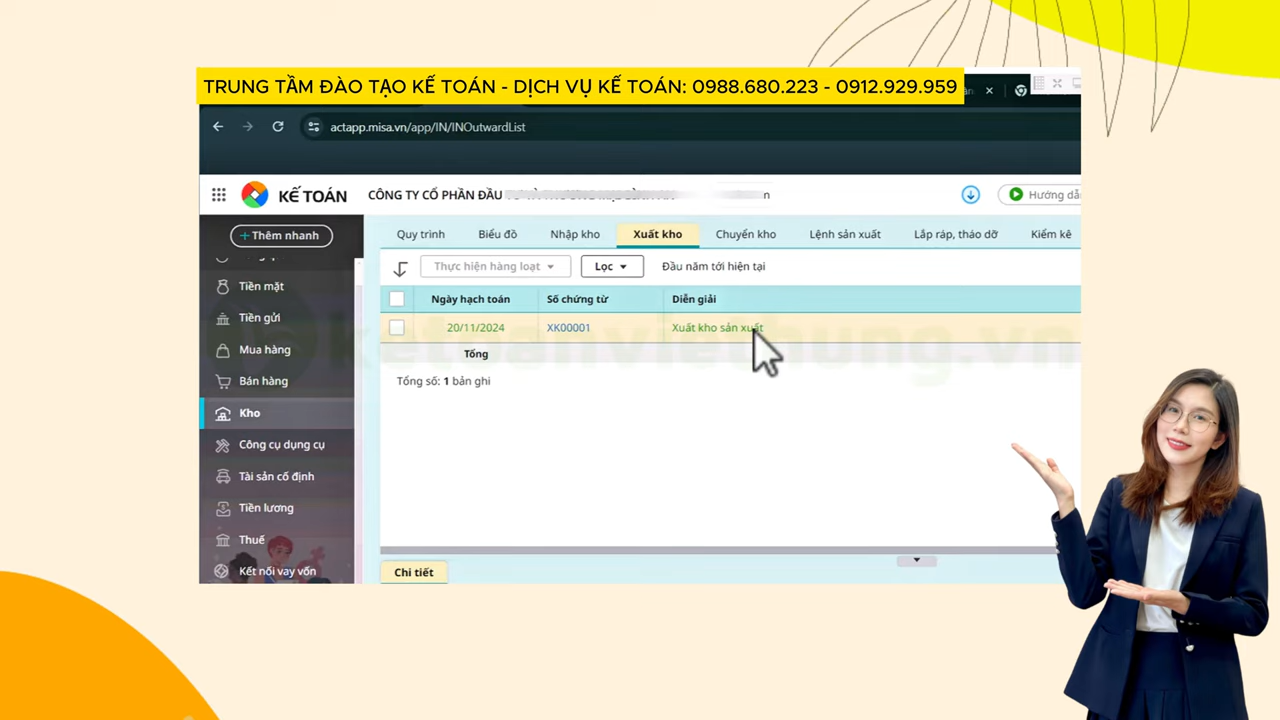 TRUNG TẦM ĐÀO TẠO KẾ TOÁN - DỊCH VỤ KẾ TOÁN: 0988.680.223 - 0912.929.959
actapp.misa.vn/app/IN/INOutwardList
KẾ TOÁN
CÔNG TY CỔ PHẦN ĐẦU
Hướng dẫ
Thêm nhanh
Quy trình
Biểu đồ
Nhập kho
Xuất kho
Chuyển kho
Lệnh sản xuất
Lắp ráp, tháo dỡ
Kiểm kê
Thực hiện hàng loạt
Lọc
Đầu năm tới hiện tại
Ngày hạch toán
Số chứng từ
Diễn giải
20/11/2024
XK00001
Xuất kho sản xuất
Tổng
Tổng số: 1 bản ghi
Tiền mặt
Tiền gửi
Mua hàng
Bán hàng
Kho
Công cụ dụng cụ
Tài sản cố định
Tiền lương
Thuế
Kết nối vay vốn
Chi tiết
ketoanviethung.vn